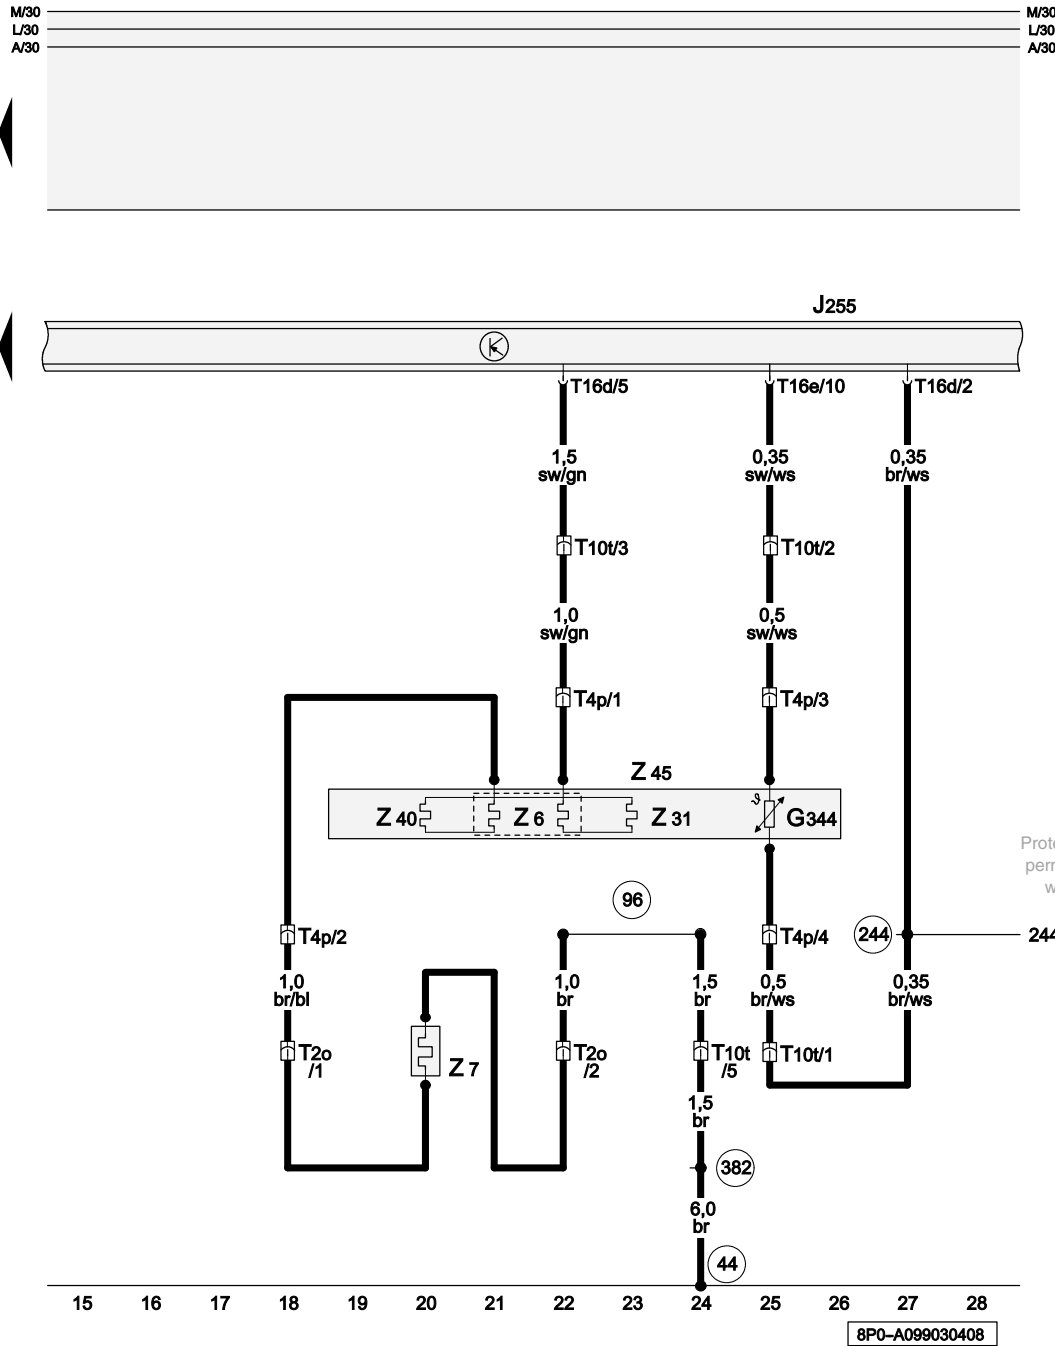 M/30 M/30
L/30 L/30
A/30 A/30
J255
T16d/5 T16e/10 T16d/2
1,5 0,35 0,35
sw/gn sw/ws br/ws
T10t/3 T10t/2
1,0 0,5
sw/gn sw/ws
T4p/1 T4p/3
Z 45
Z 40 Z 6 Z 31 ϑ G344
Prote
perr
w
96
T4p/2 T4p/4 244 244
1,0 1,0 1,5 0,5 0,35
br/bl br br br/ws br/ws
T2o T2o T10t T10t/1
/1 /2 /5
Z 7
1,5
br
382
6,0
br
44
15 16 17 18 19 20 21 22 23 24 25 26 27 28
8P0–A099030408